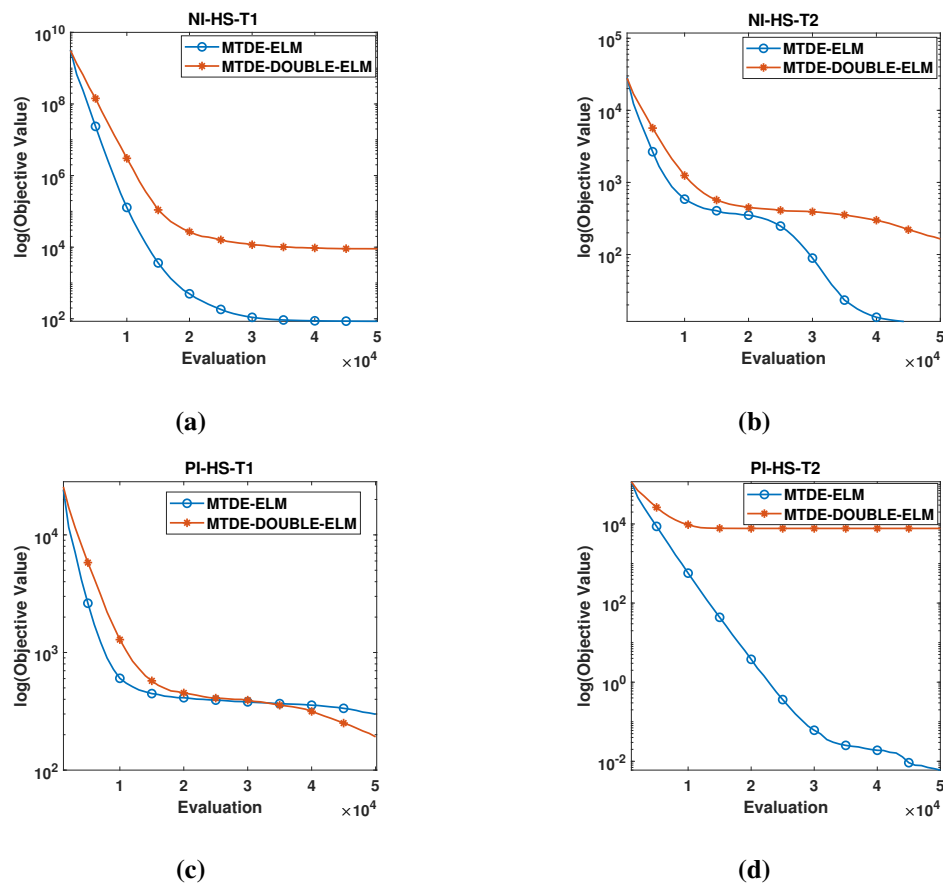 NI-HS-T1
10^10
10^8
10^6
10^4
10^2
log(Objective Value)
MTDE-ELM
MTDE-DOUBLE-ELM
1 2 3 4 5
Evaluation
×10^4
(a)
NI-HS-T2
10^5
10^4
10^3
10^2
log(Objective Value)
MTDE-ELM
MTDE-DOUBLE-ELM
1 2 3 4 5
Evaluation
×10^4
(b)
PI-HS-T1
10^4
10^3
10^2
log(Objective Value)
MTDE-ELM
MTDE-DOUBLE-ELM
1 2 3 4 5
Evaluation
×10^4
(c)
PI-HS-T2
10^4
10^2
10^0
10^-2
log(Objective Value)
MTDE-ELM
MTDE-DOUBLE-ELM
1 2 3 4 5
Evaluation
×10^4
(d)